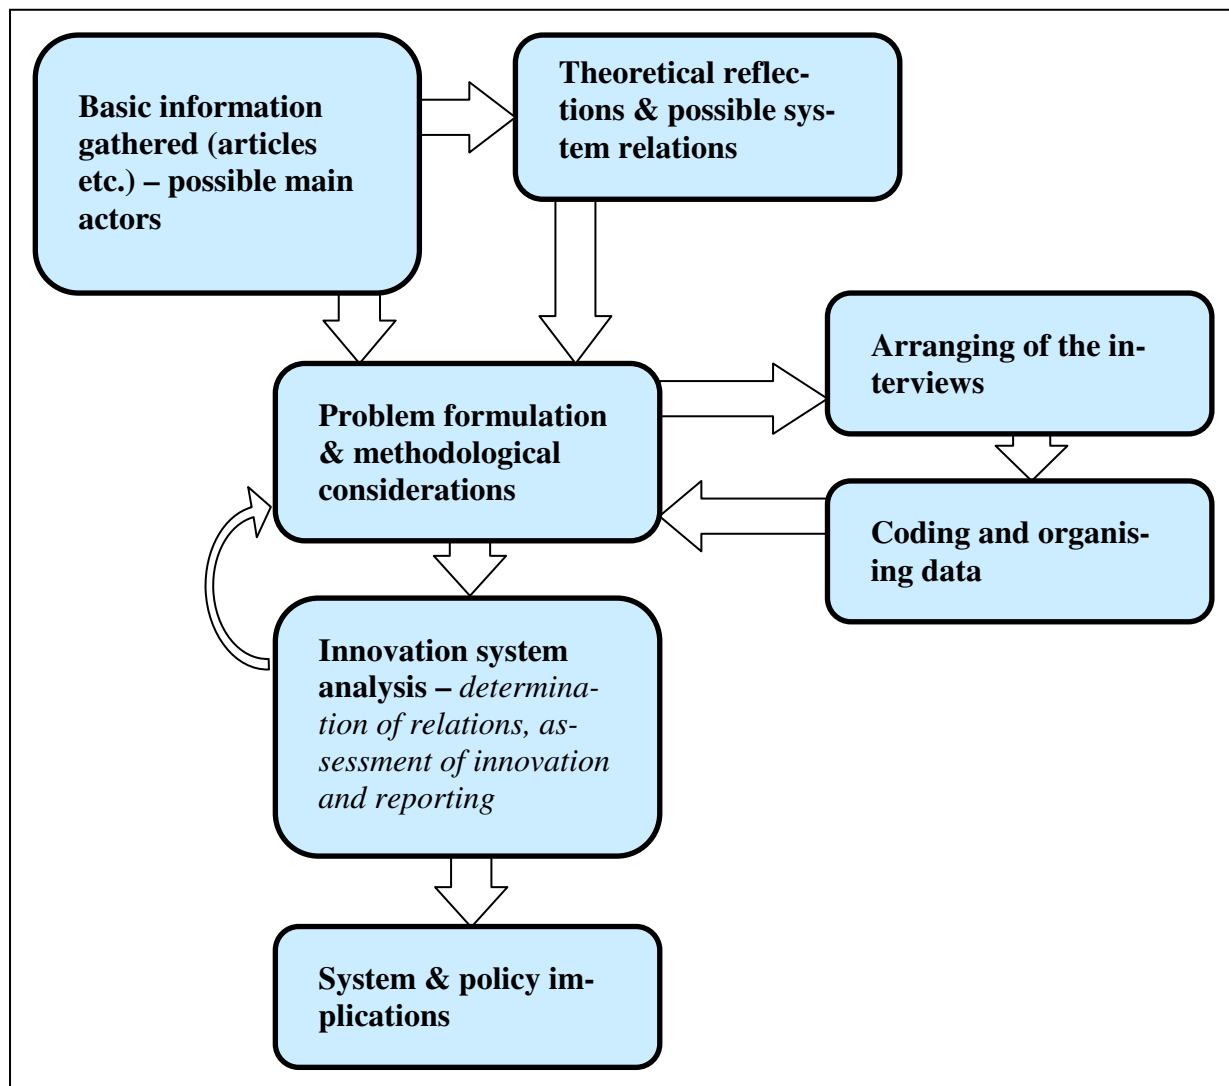 Basic information
gathered (articles
etc.) – possible main
actors
Theoretical reflec-
tions & possible sys-
tem relations
Arranging of the in-
terviews
Problem formulation
& methodological
considerations
Coding and organis-
ing data
Innovation system
analysis – determina-
tion of relations, as-
sessment of innovation
and reporting
System & policy im-
plications